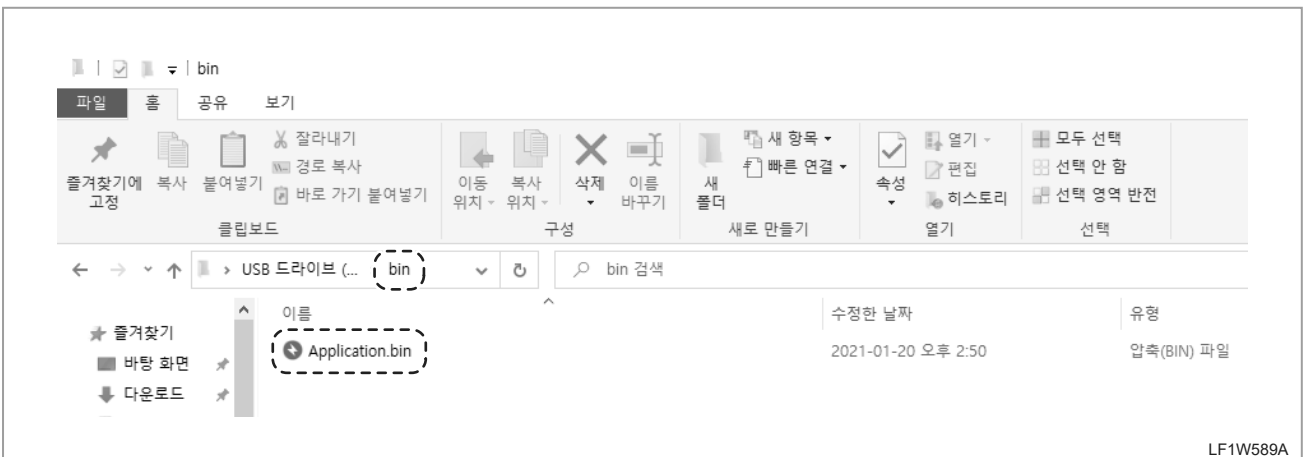 bin
파일 홈 공유 보기
즐겨찾기에 고정
복사
붙여넣기
잘라내기
경로 복사
바로 가기 붙여넣기
이동 위치
복사 위치
삭제
이름 바꾸기
새 폴더
새 항목
빠른 연결
속성
열기
편집
히스토리
모두 선택
선택 안 함
선택 영역 반전
클립보드 구성 새로 만들기 열기 선택
› USB 드라이브 (... bin
bin 검색
이름 수정한 날짜 유형
즐겨찾기
바탕 화면
다운로드
Application.bin 2021-01-20 오후 2:50 압축(BIN) 파일
LF1W589A